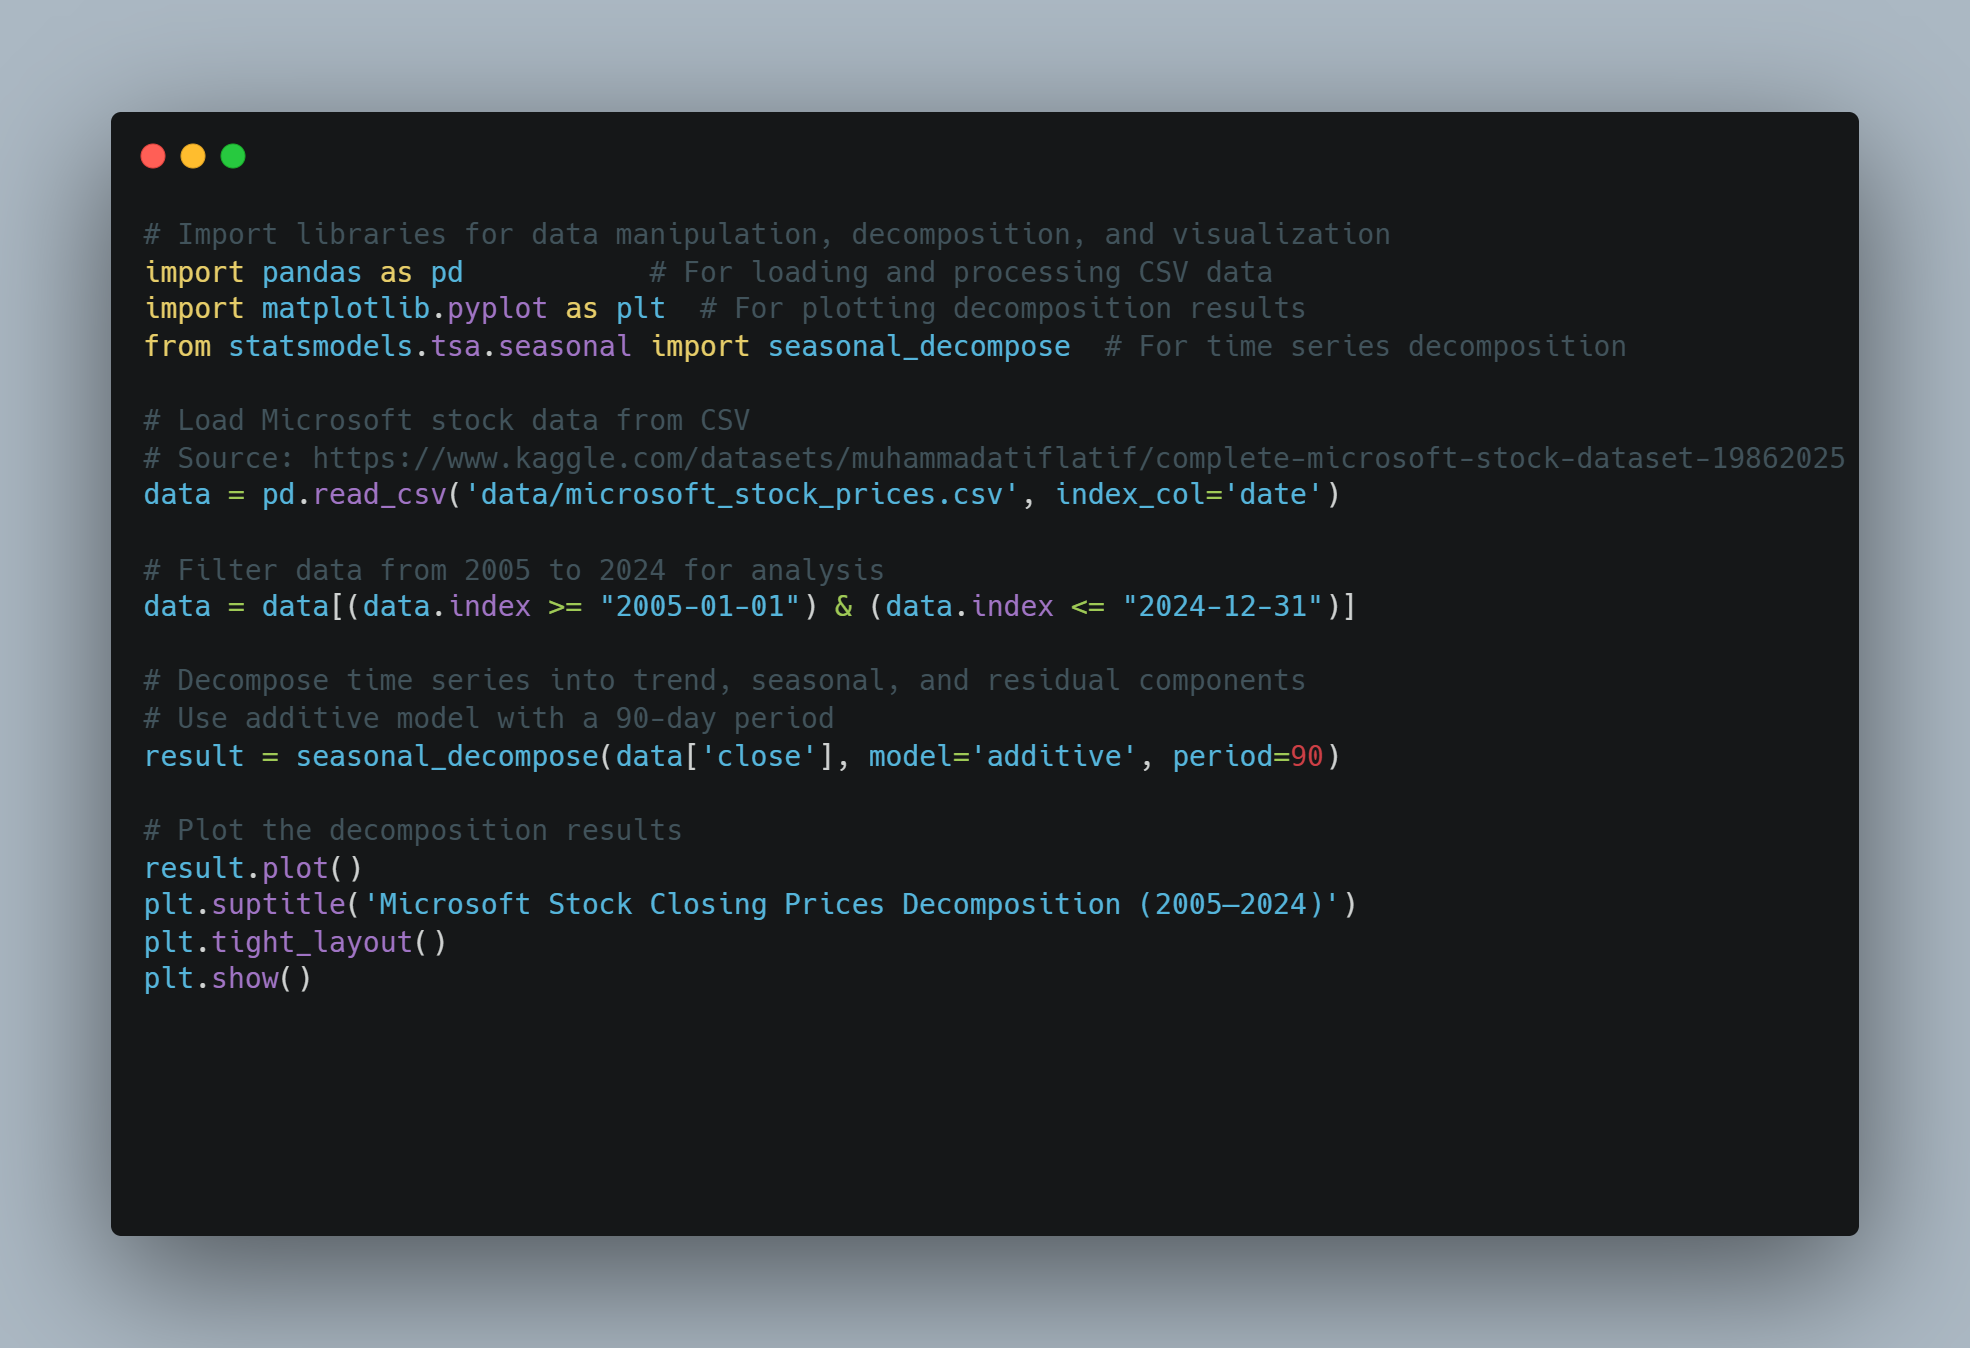 # Import libraries for data manipulation, decomposition, and visualization
import pandas as pd           # For loading and processing CSV data
import matplotlib.pyplot as plt  # For plotting decomposition results
from statsmodels.tsa.seasonal import seasonal_decompose  # For time series decomposition

# Load Microsoft stock data from CSV
# Source: https://www.kaggle.com/datasets/muhammadatiflatif/complete-microsoft-stock-dataset-19862025
data = pd.read_csv('data/microsoft_stock_prices.csv', index_col='date')

# Filter data from 2005 to 2024 for analysis
data = data[(data.index >= "2005-01-01") & (data.index <= "2024-12-31")]

# Decompose time series into trend, seasonal, and residual components
# Use additive model with a 90-day period
result = seasonal_decompose(data['close'], model='additive', period=90)

# Plot the decomposition results
result.plot()
plt.suptitle('Microsoft Stock Closing Prices Decomposition (2005–2024)')
plt.tight_layout()
plt.show()